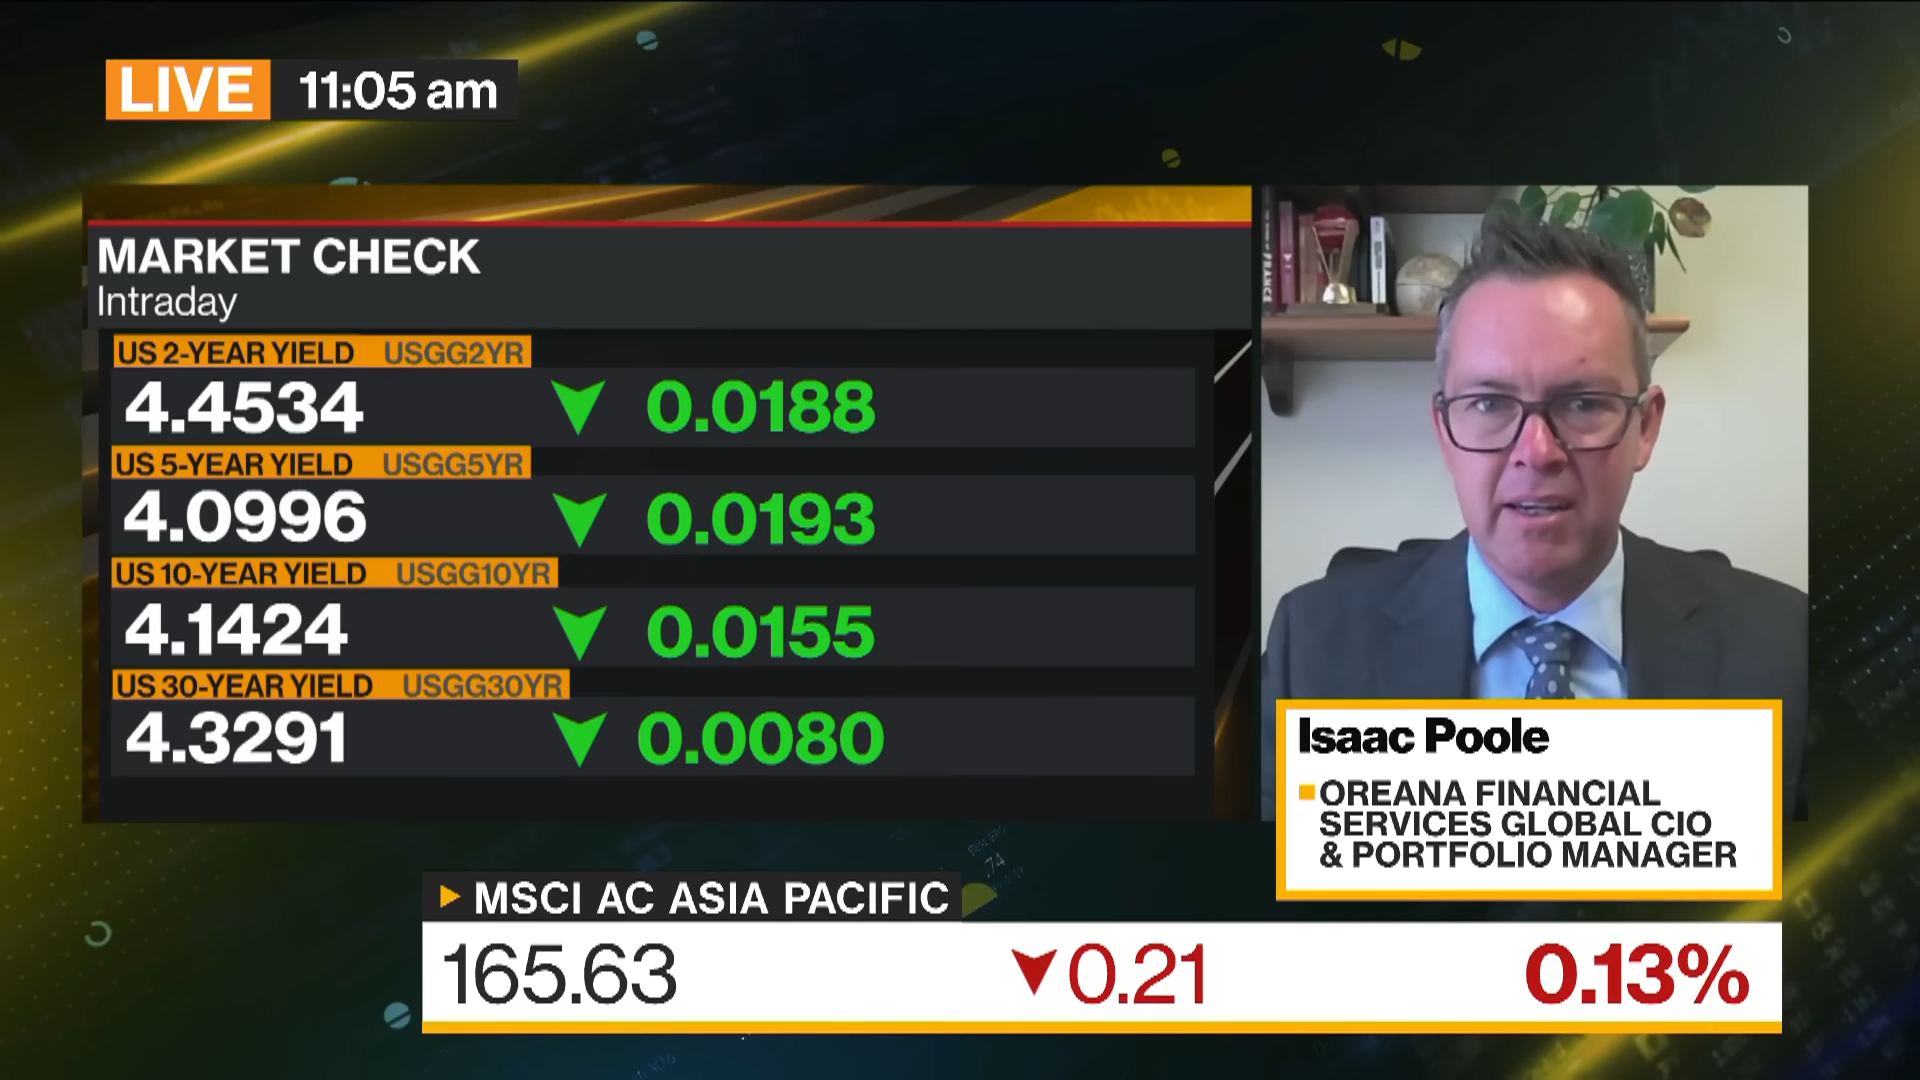 LIVE 11:05 am
MARKET CHECK
Intraday
US 2-YEAR YIELD USGG2YR
4.4534 0.0188
US 5-YEAR YIELD USGG5YR
4.0996 0.0193
US 10-YEAR YIELD USGG10YR
4.1424 0.0155
US 30-YEAR YIELD USGG30YR
4.3291 0.0080
Isaac Poole
OREANA FINANCIAL
SERVICES GLOBAL CIO
& PORTFOLIO MANAGER
MSCI AC ASIA PACIFIC
165.63 0.21 0.13%